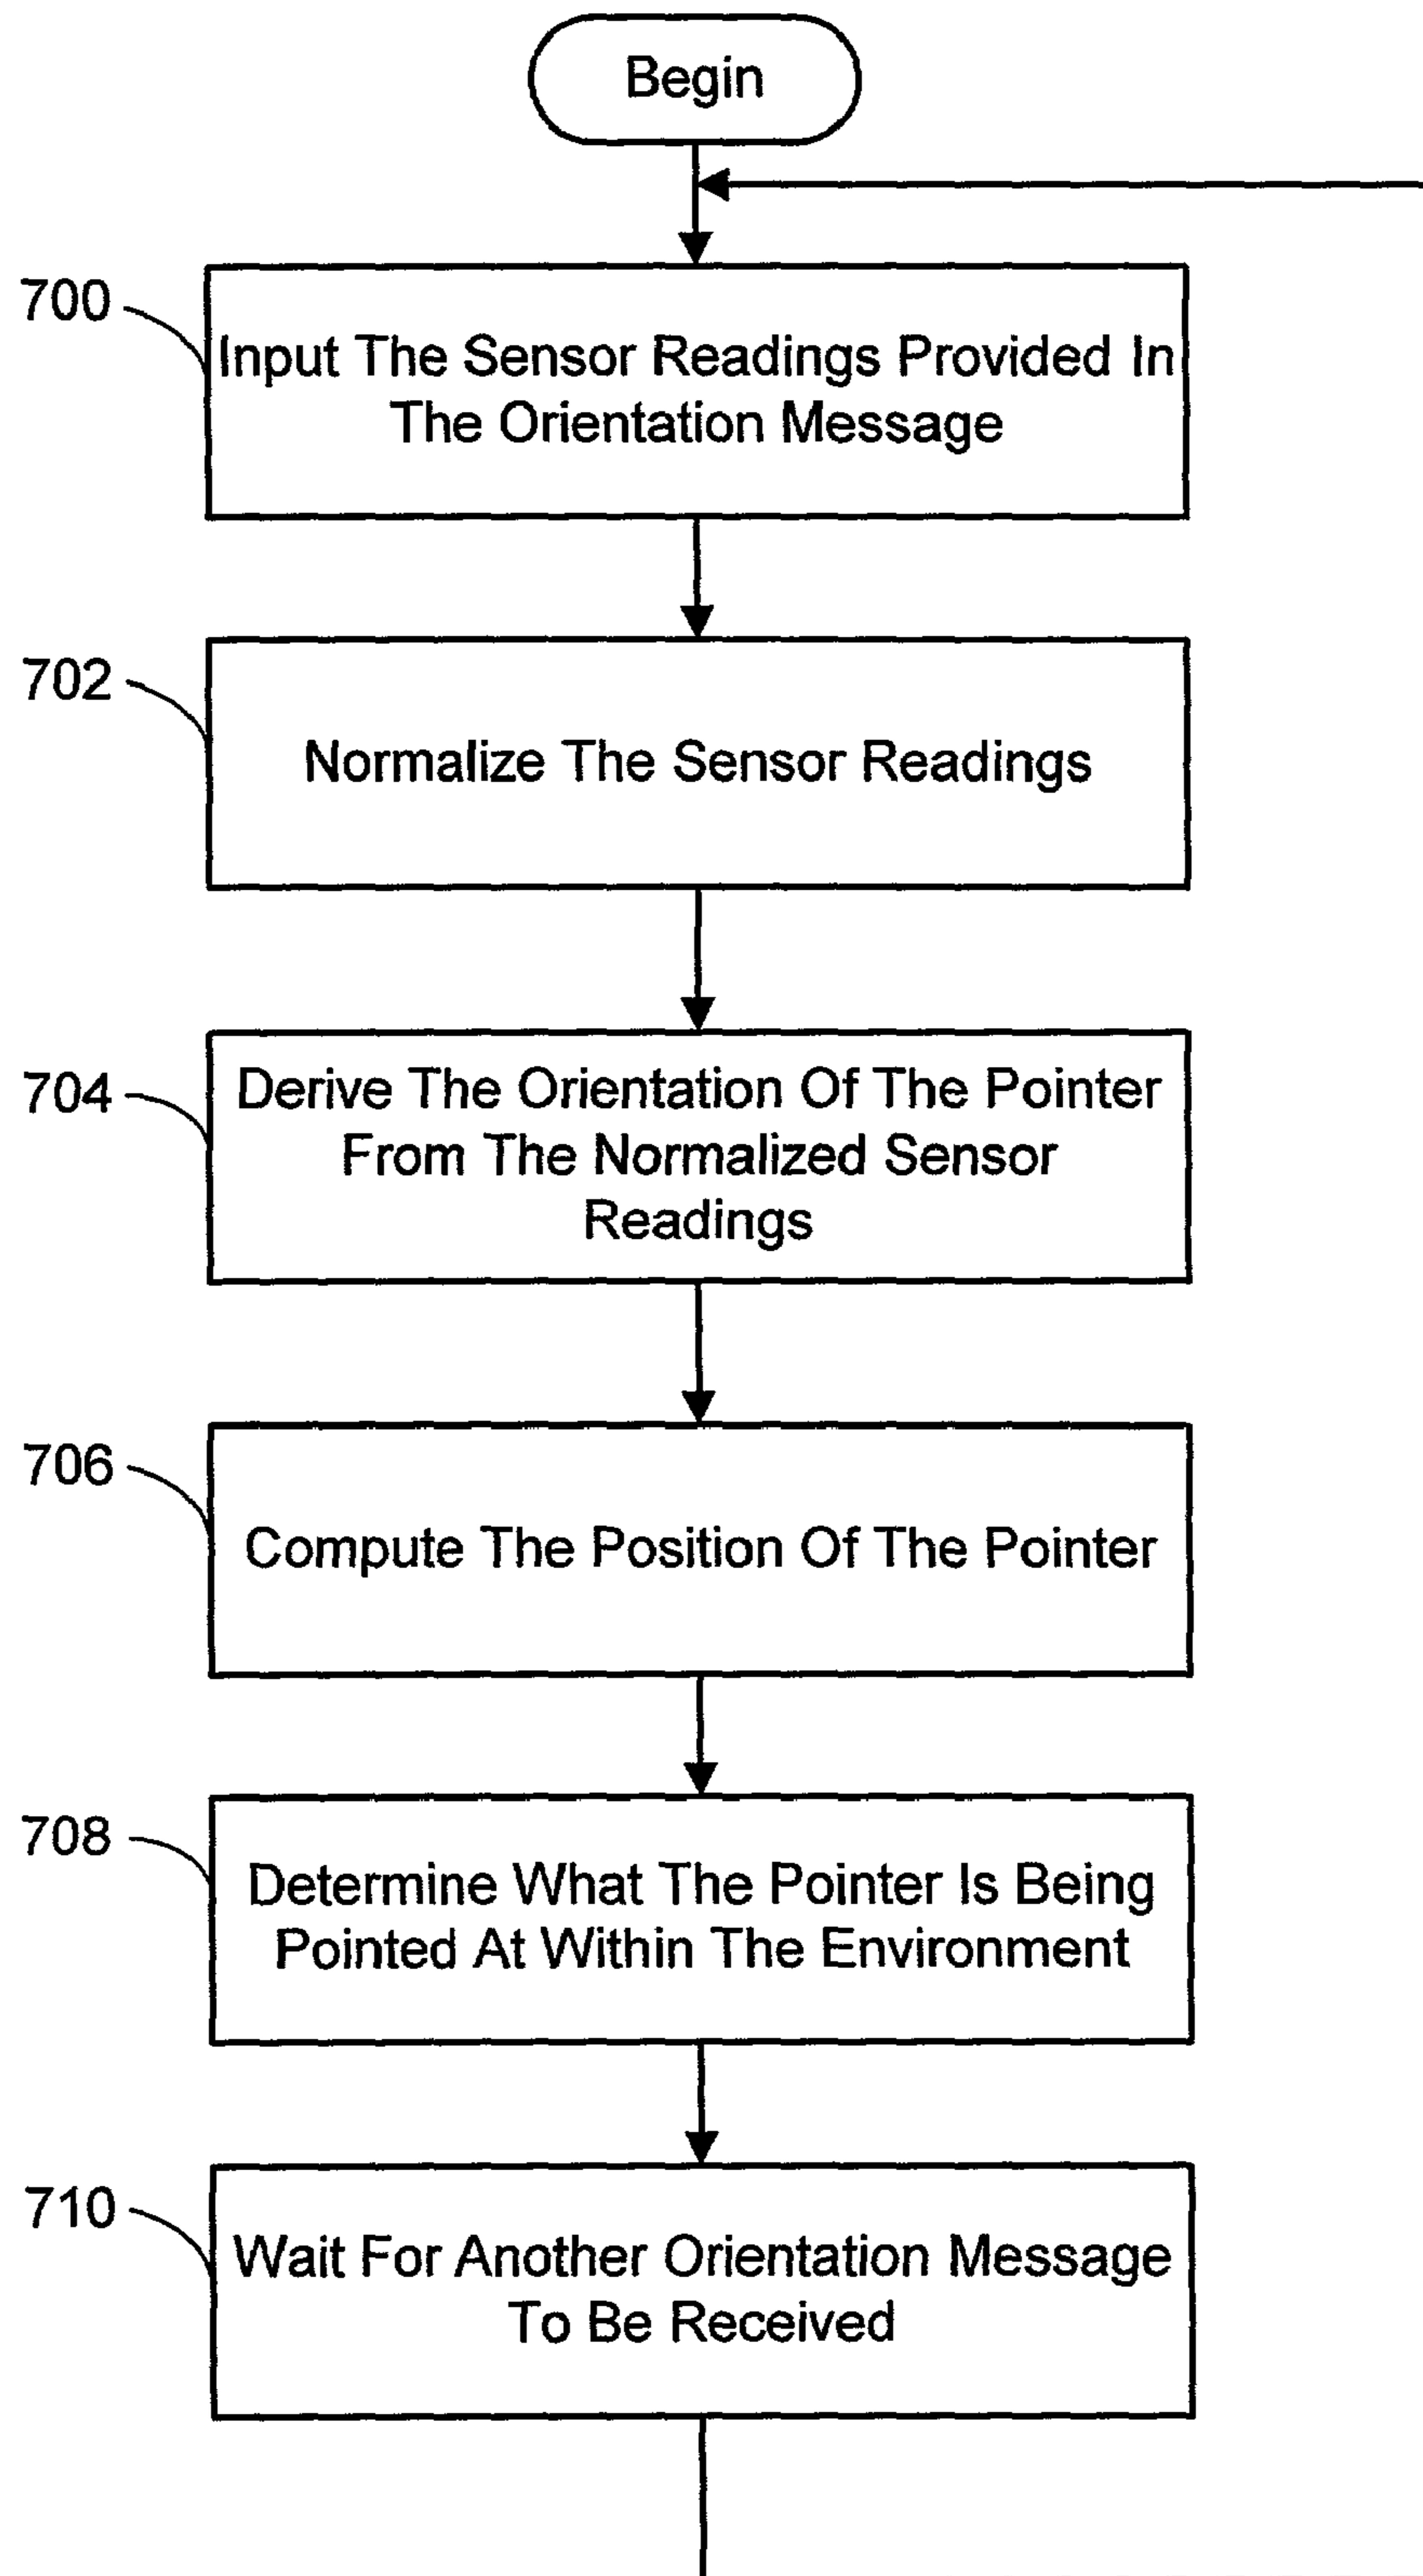 Begin
700
Input The Sensor Readings Provided In
The Orientation Message
702
Normalize The Sensor Readings
704
Derive The Orientation Of The Pointer
From The Normalized Sensor
Readings
706
Compute The Position Of The Pointer
708
Determine What The Pointer Is Being
Pointed At Within The Environment
710
Wait For Another Orientation Message
To Be Received